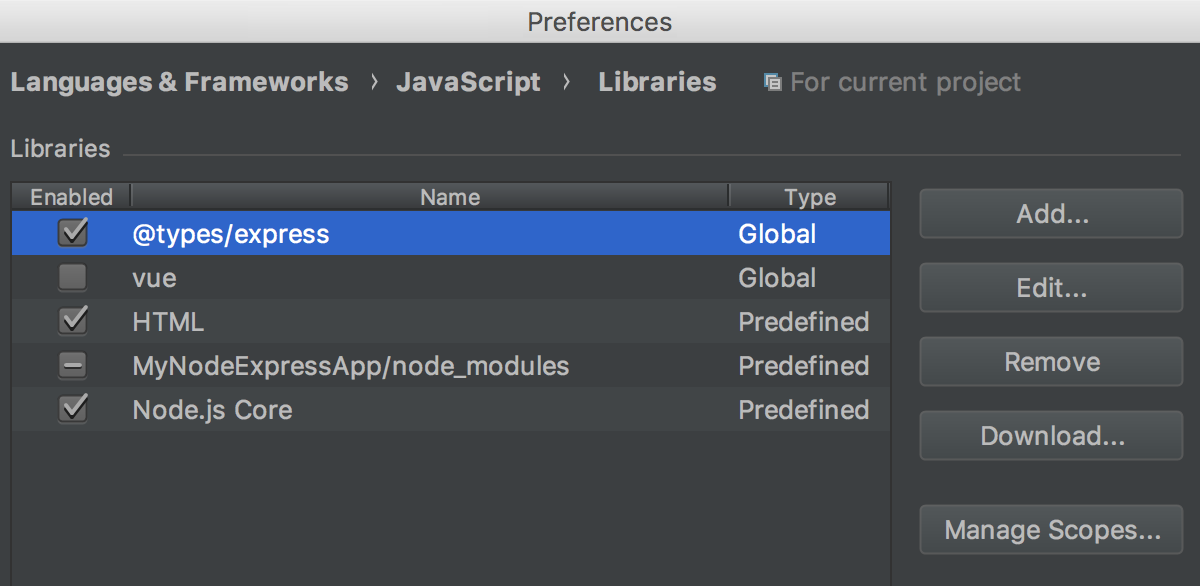 Preferences
Languages & Frameworks › JavaScript › Libraries For current project
Libraries
Enabled Name Type
@types/express Global
vue Global
HTML Predefined
MyNodeExpressApp/node_modules Predefined
Node.js Core Predefined
Add...
Edit...
Remove
Download...
Manage Scopes...